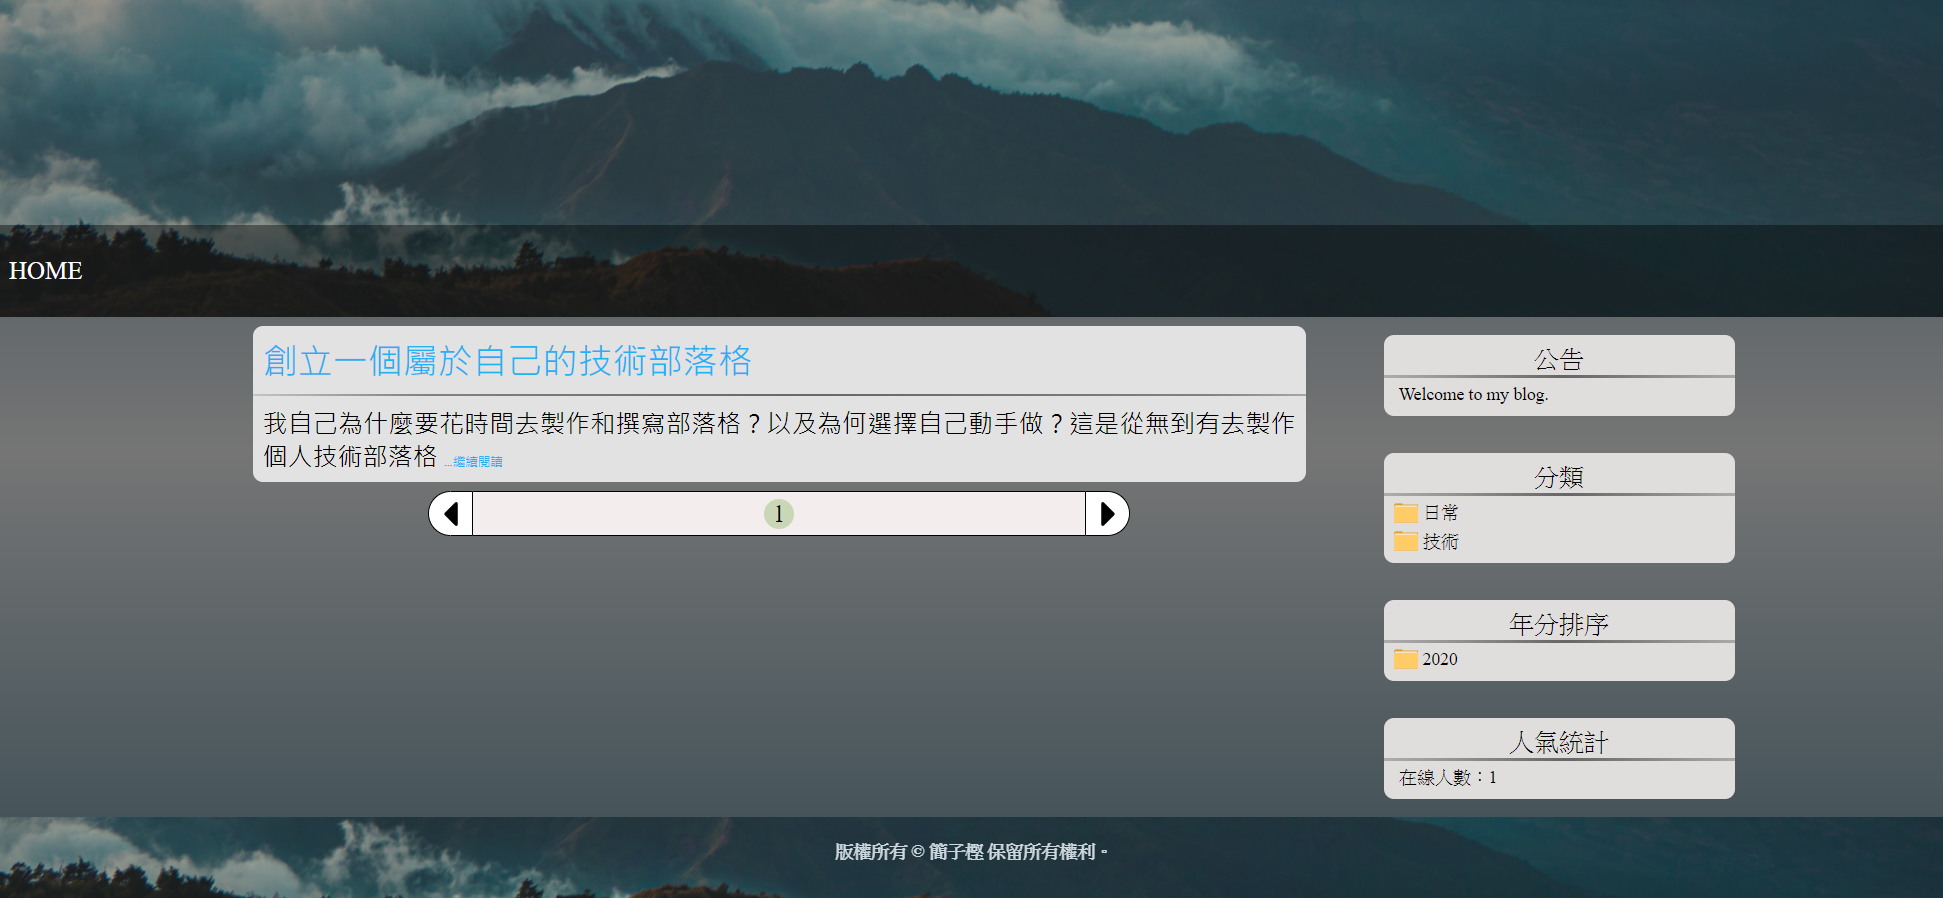 HOME
創立一個屬於自己的技術部落格
我自己為什麼要花時間去製作和撰寫部落格？以及為何選擇自己動手做？這是從無到有去製作
個人技術部落格 ...繼續閱讀
1
公告
Welcome to my blog.
分類
日常
技術
年分排序
2020
人氣統計
在線人數：1
版權所有 © 簡子樫 保留所有權利。